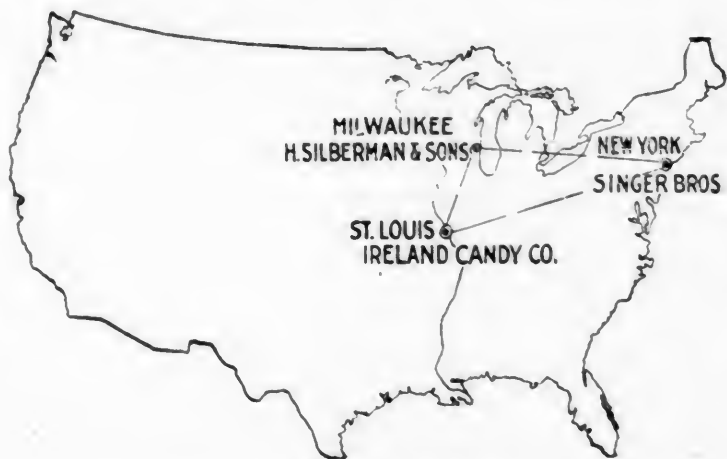 MILWAUKEE
H. SILBERMAN & SONS
NEW YORK
SINGER BROS
ST. LOUIS
IRELAND CANDY CO.